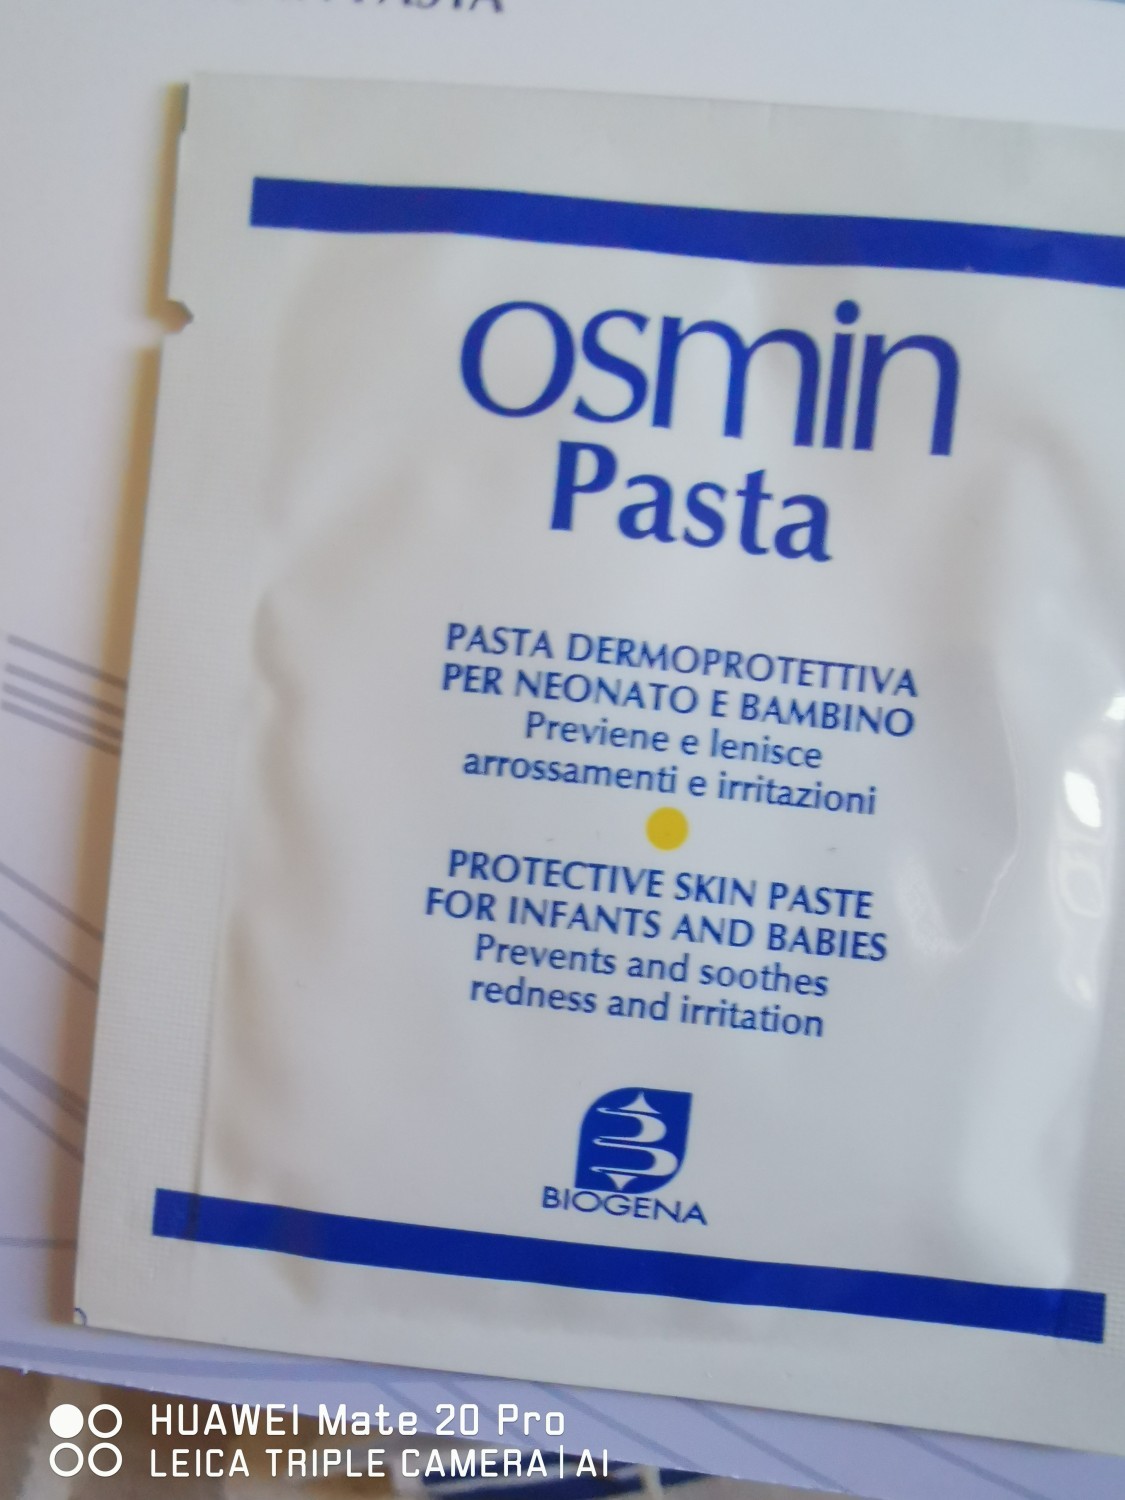 PASTA
osmin
Pasta
PASTA DERMOPROTETTIVA
PER NEONATO E BAMBINO
Previene e lenisce
arrossamenti e irritazioni
PROTECTIVE SKIN PASTE
FOR INFANTS AND BABIES
Prevents and soothes
redness and irritation
BIOGENA
HUAWEI Mate 20 Pro
LEICA TRIPLE CAMERA|AI